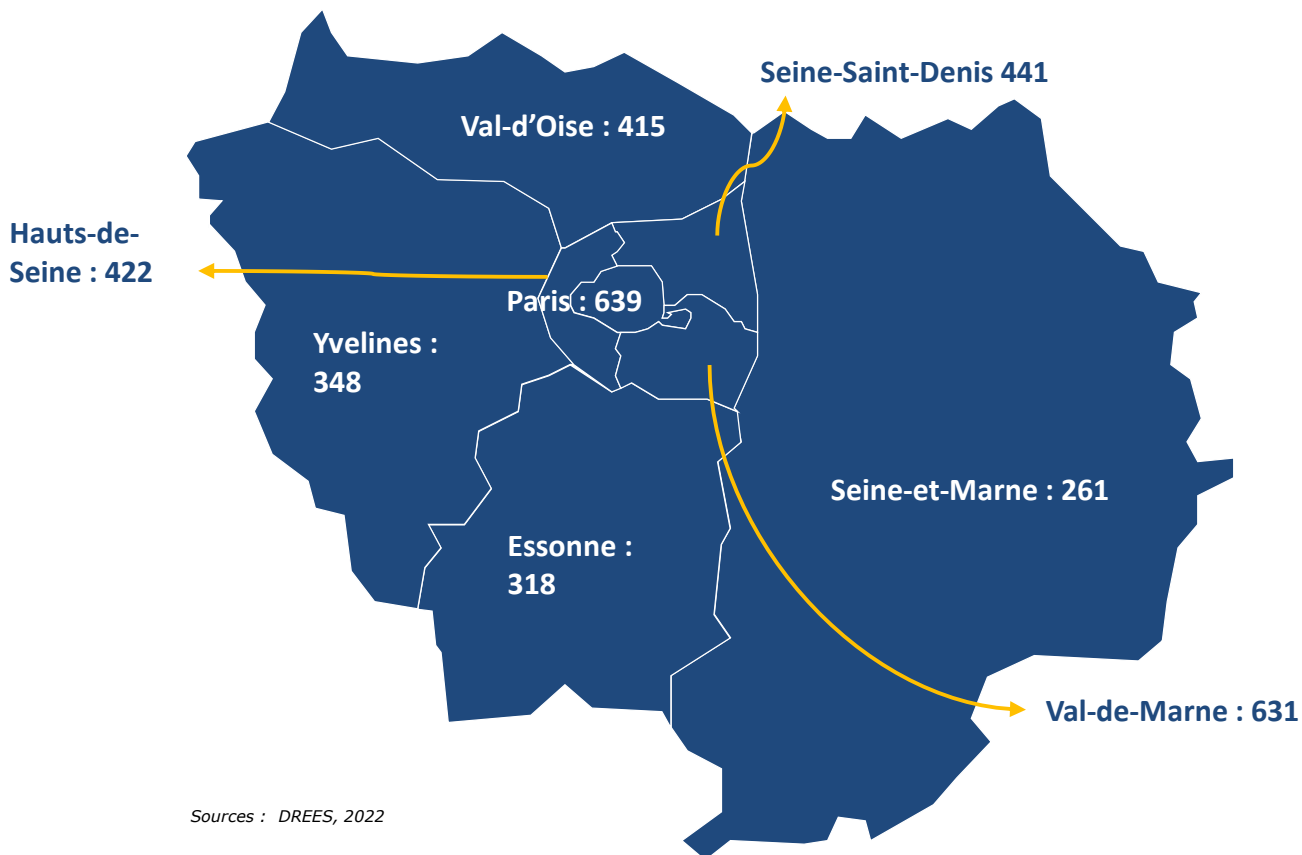 Seine-Saint-Denis 441
Val-d’Oise : 415
Hauts-de-
Seine : 422
Paris : 639
Yvelines :
348
Seine-et-Marne : 261
Essonne :
318
Val-de-Marne : 631
Sources :  DREES, 2022